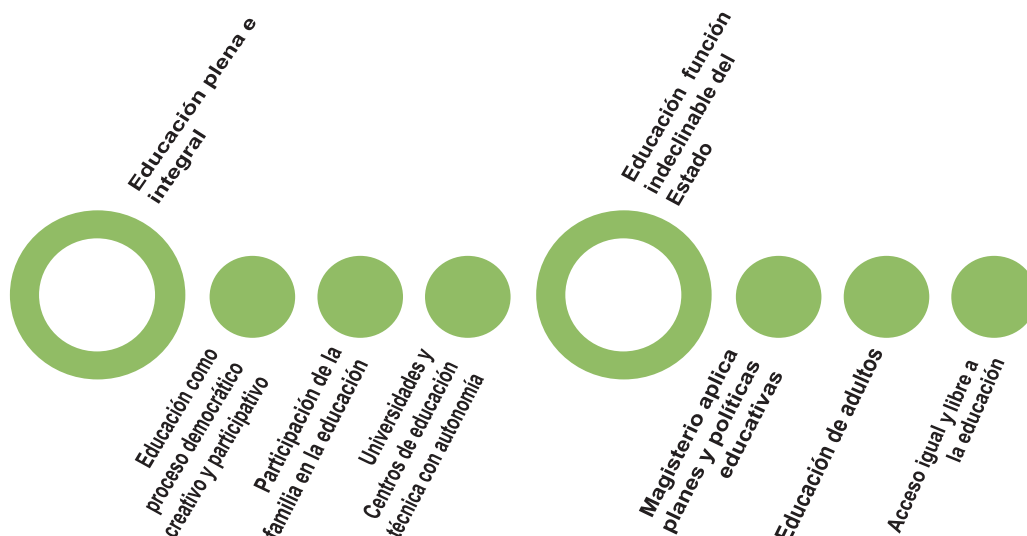 Educación plena e
integral
Educación como
proceso democrático
creativo y participativo
Participación de la
familia en la educación
Universidades y
Centros de educación
técnica con autonomía
Educación función
indeclinable del
Estado
Magisterio aplica
planes y políticas
educativas
Educación de adultos
Acceso igual y libre a
la educación